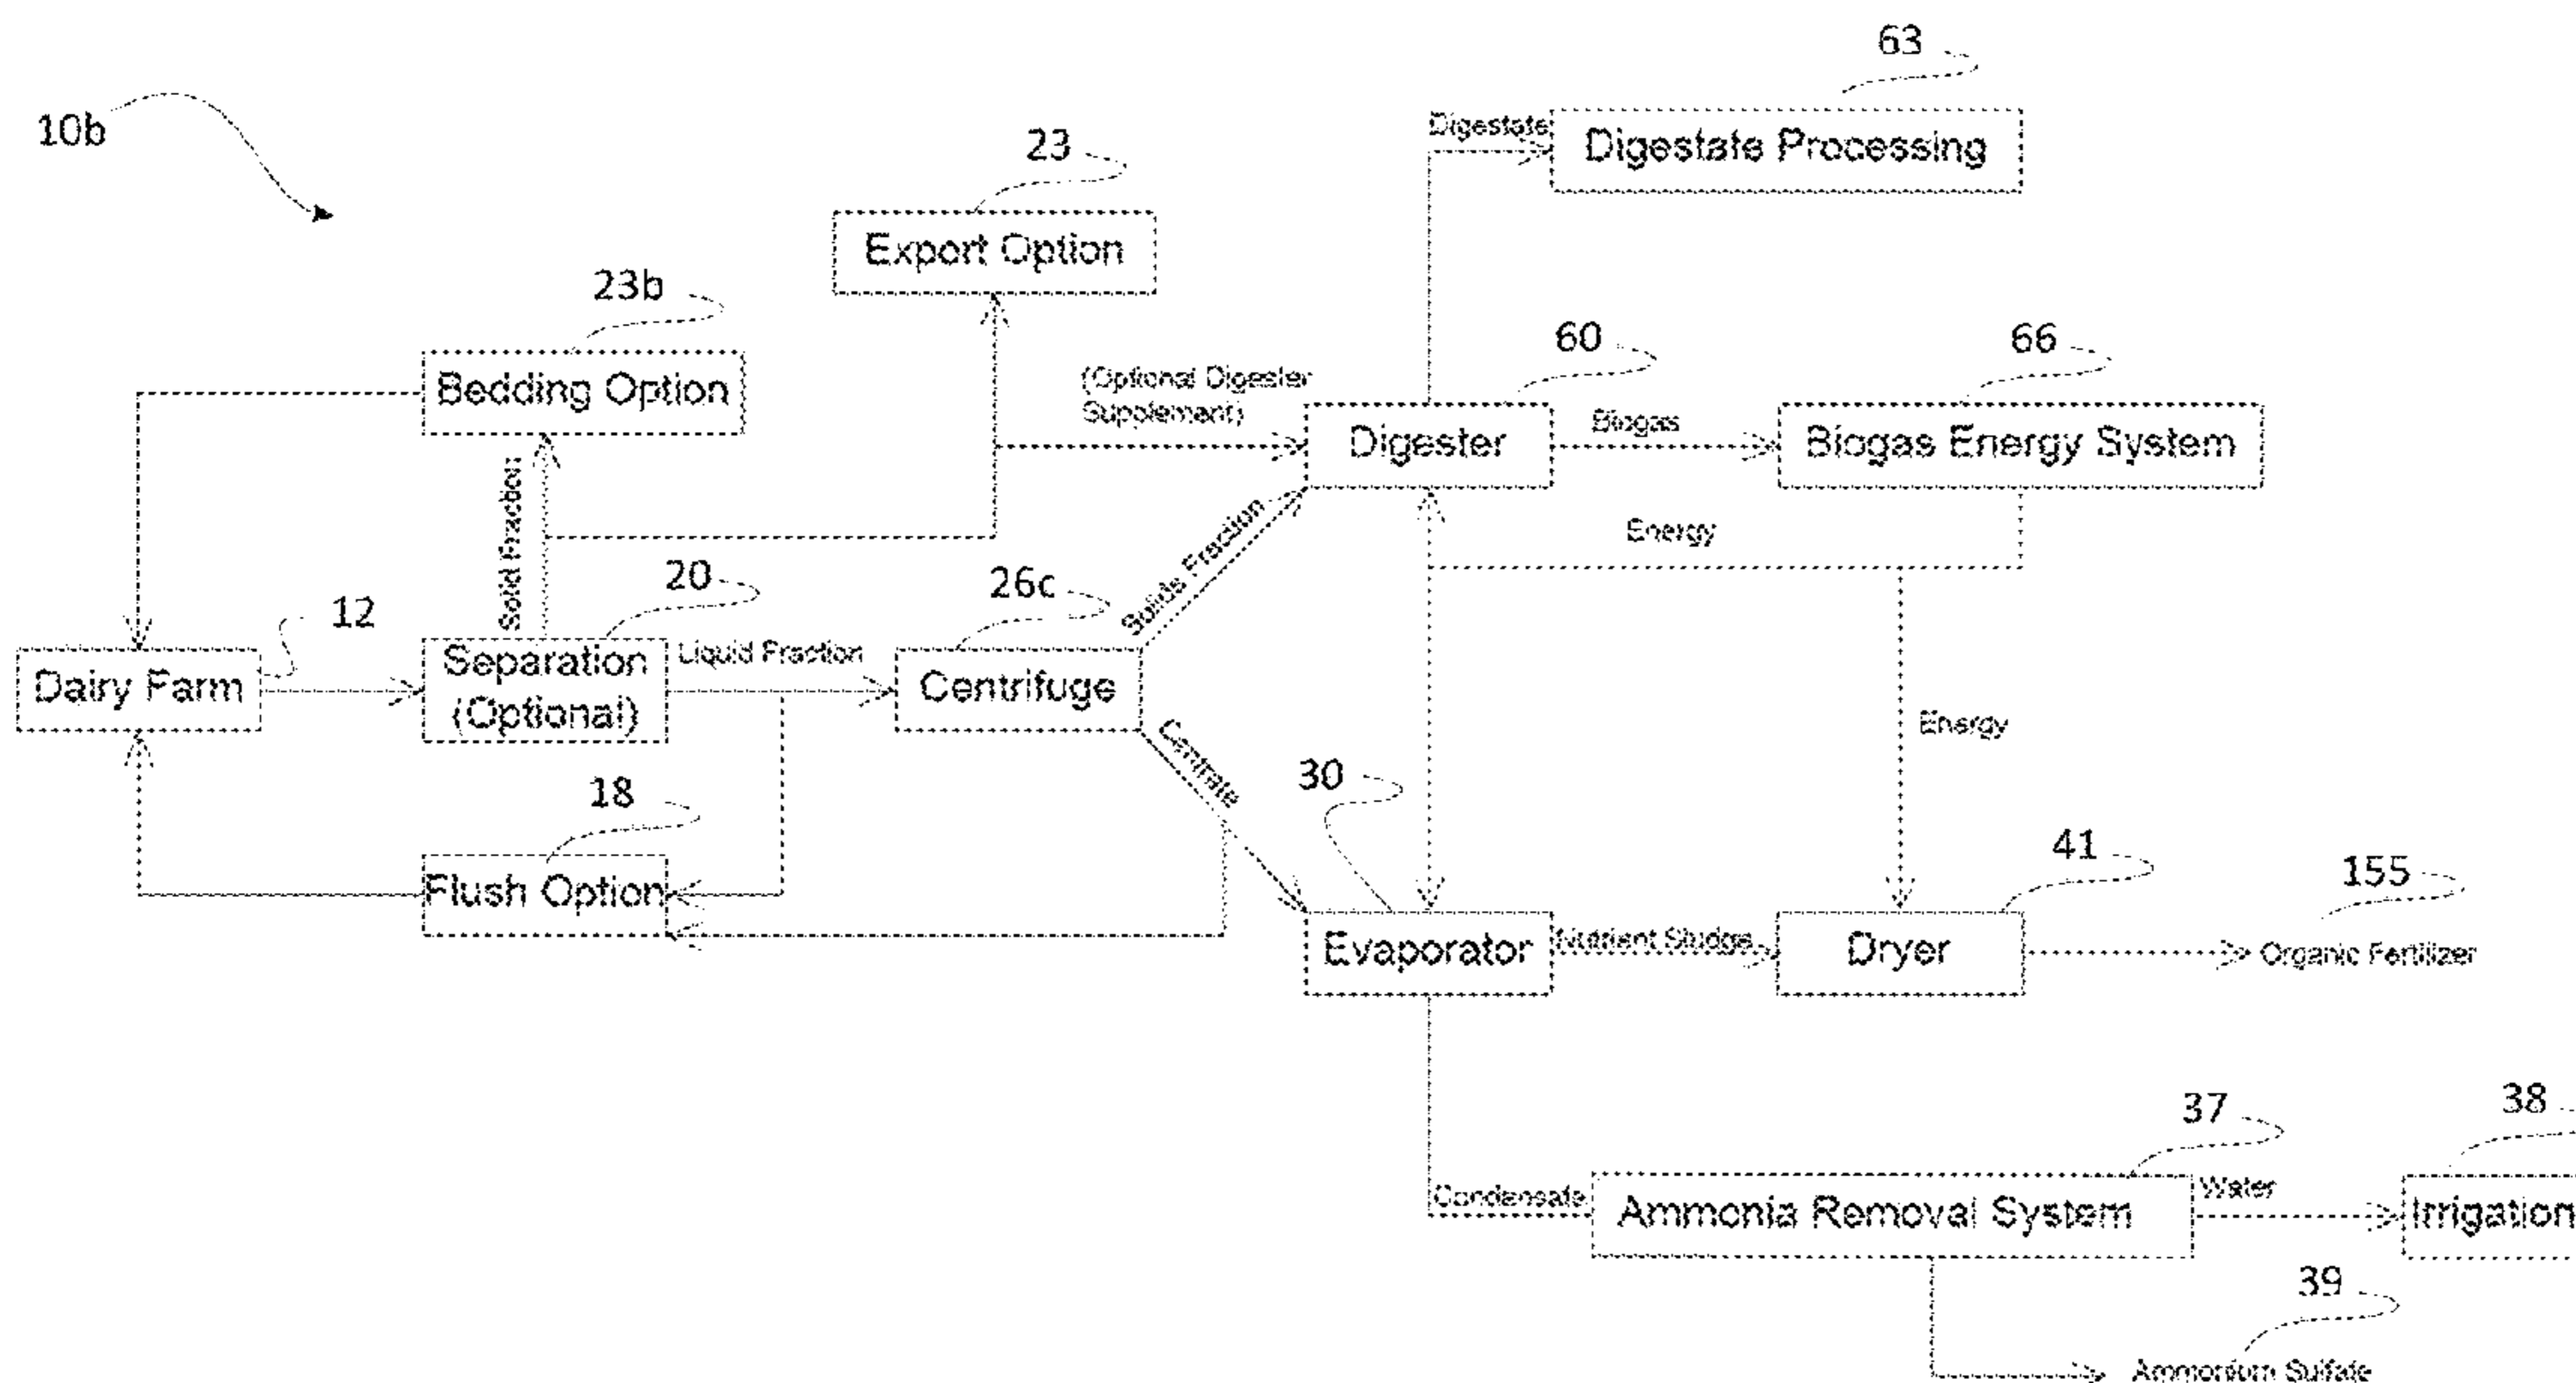 63
10b
Digestate
Digestate Processing
23
Export Option
23b
Bedding Option
(Optional Digester
Supplement)
60
66
Digester
Biogas
Biogas Energy System
Solid Fraction
Solids Fraction
Energy
20
26c
12
Dairy Farm
Separation
(Optional)
Liquid Fraction
Centrifuge
Energy
Centrate
18
Flush Option
30
41
155
Evaporator
Nutrient Sludge
Dryer
Organic Fertilizer
37
38
Condensate
Ammonia Removal System
Water
Irrigation
39
Ammonium Sulfate